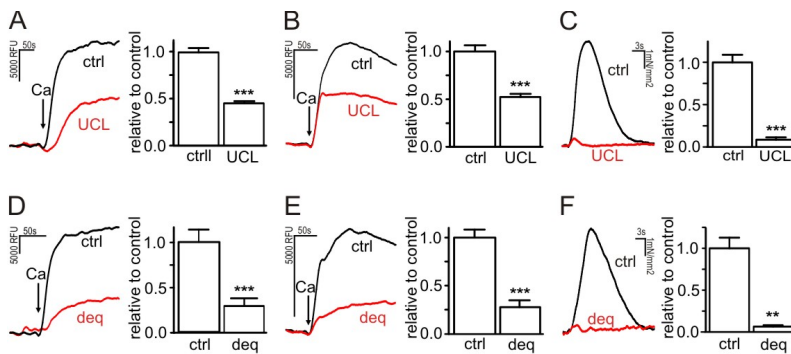 A
50s
5000 RFU
ctrl
Ca
UCL
relative to control
1.0
0.5
0.0
***
ctrll
UCL
B
50s
5000 RFU
ctrl
Ca
UCL
relative to control
1.0
0.5
0.0
***
ctrl
UCL
C
3s
1mN/mm2
ctrl
UCL
relative to control
1.0
0.5
0.0
***
ctrl
UCL
D
50s
5000 RFU
ctrl
Ca
deq
relative to control
1.0
0.5
0.0
***
ctrl
deq
E
50s
5000 RFU
ctrl
Ca
deq
relative to control
1.0
0.5
0.0
***
ctrl
deq
F
3s
1mN/mm2
ctrl
deq
relative to control
1.0
0.5
0.0
**
ctrl
deq